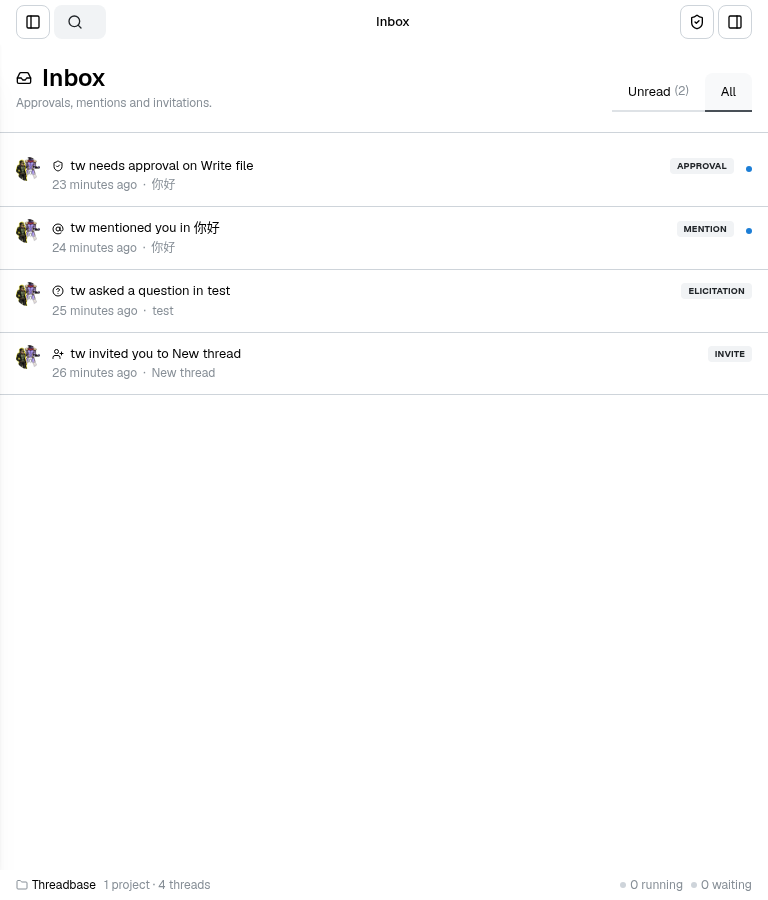 Inbox
Inbox
Approvals, mentions and invitations.
Unread (2)
All
tw needs approval on Write file
APPROVAL
23 minutes ago · 你好
tw mentioned you in 你好
MENTION
24 minutes ago · 你好
tw asked a question in test
ELICITATION
25 minutes ago · test
tw invited you to New thread
INVITE
26 minutes ago · New thread
Threadbase 1 project · 4 threads
0 running 0 waiting